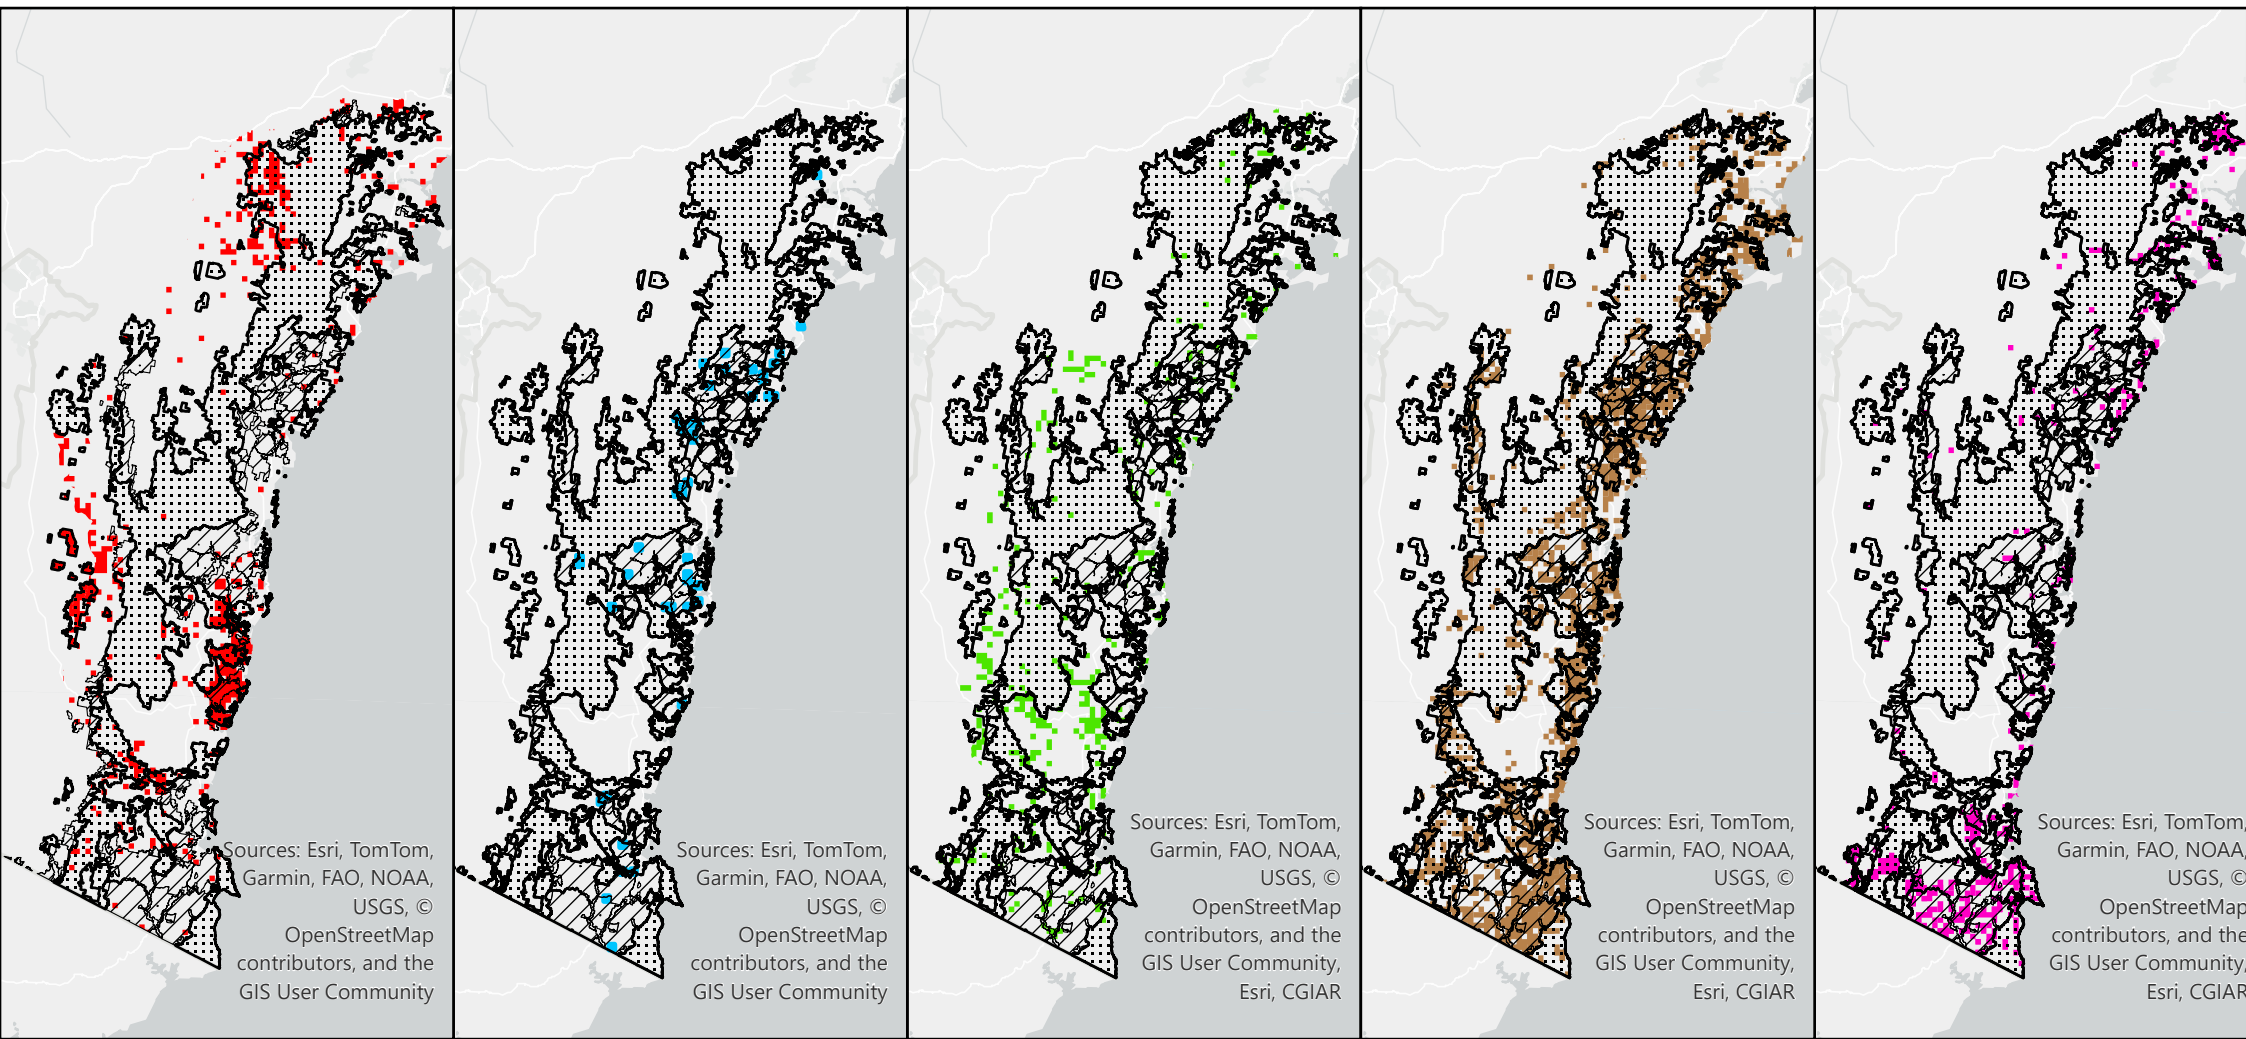 Sources: Esri, TomTom,
Garmin, FAO, NOAA,
USGS, ©
OpenStreetMap
contributors, and the
GIS User Community
Sources: Esri, TomTom,
Garmin, FAO, NOAA,
USGS, ©
OpenStreetMap
contributors, and the
GIS User Community
Sources: Esri, TomTom,
Garmin, FAO, NOAA,
USGS, ©
OpenStreetMap
contributors, and the
GIS User Community,
Esri, CGIAR
Sources: Esri, TomTom,
Garmin, FAO, NOAA,
USGS, ©
OpenStreetMap
contributors, and the
GIS User Community,
Esri, CGIAR
Sources: Esri, TomTom,
Garmin, FAO, NOAA,
USGS, ©
OpenStreetMap
contributors, and the
GIS User Community,
Esri, CGIAR